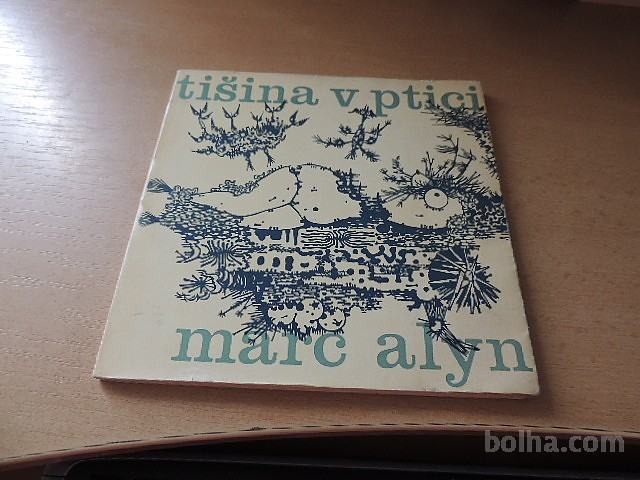 tišina v ptici
marc alyn
bolha.com